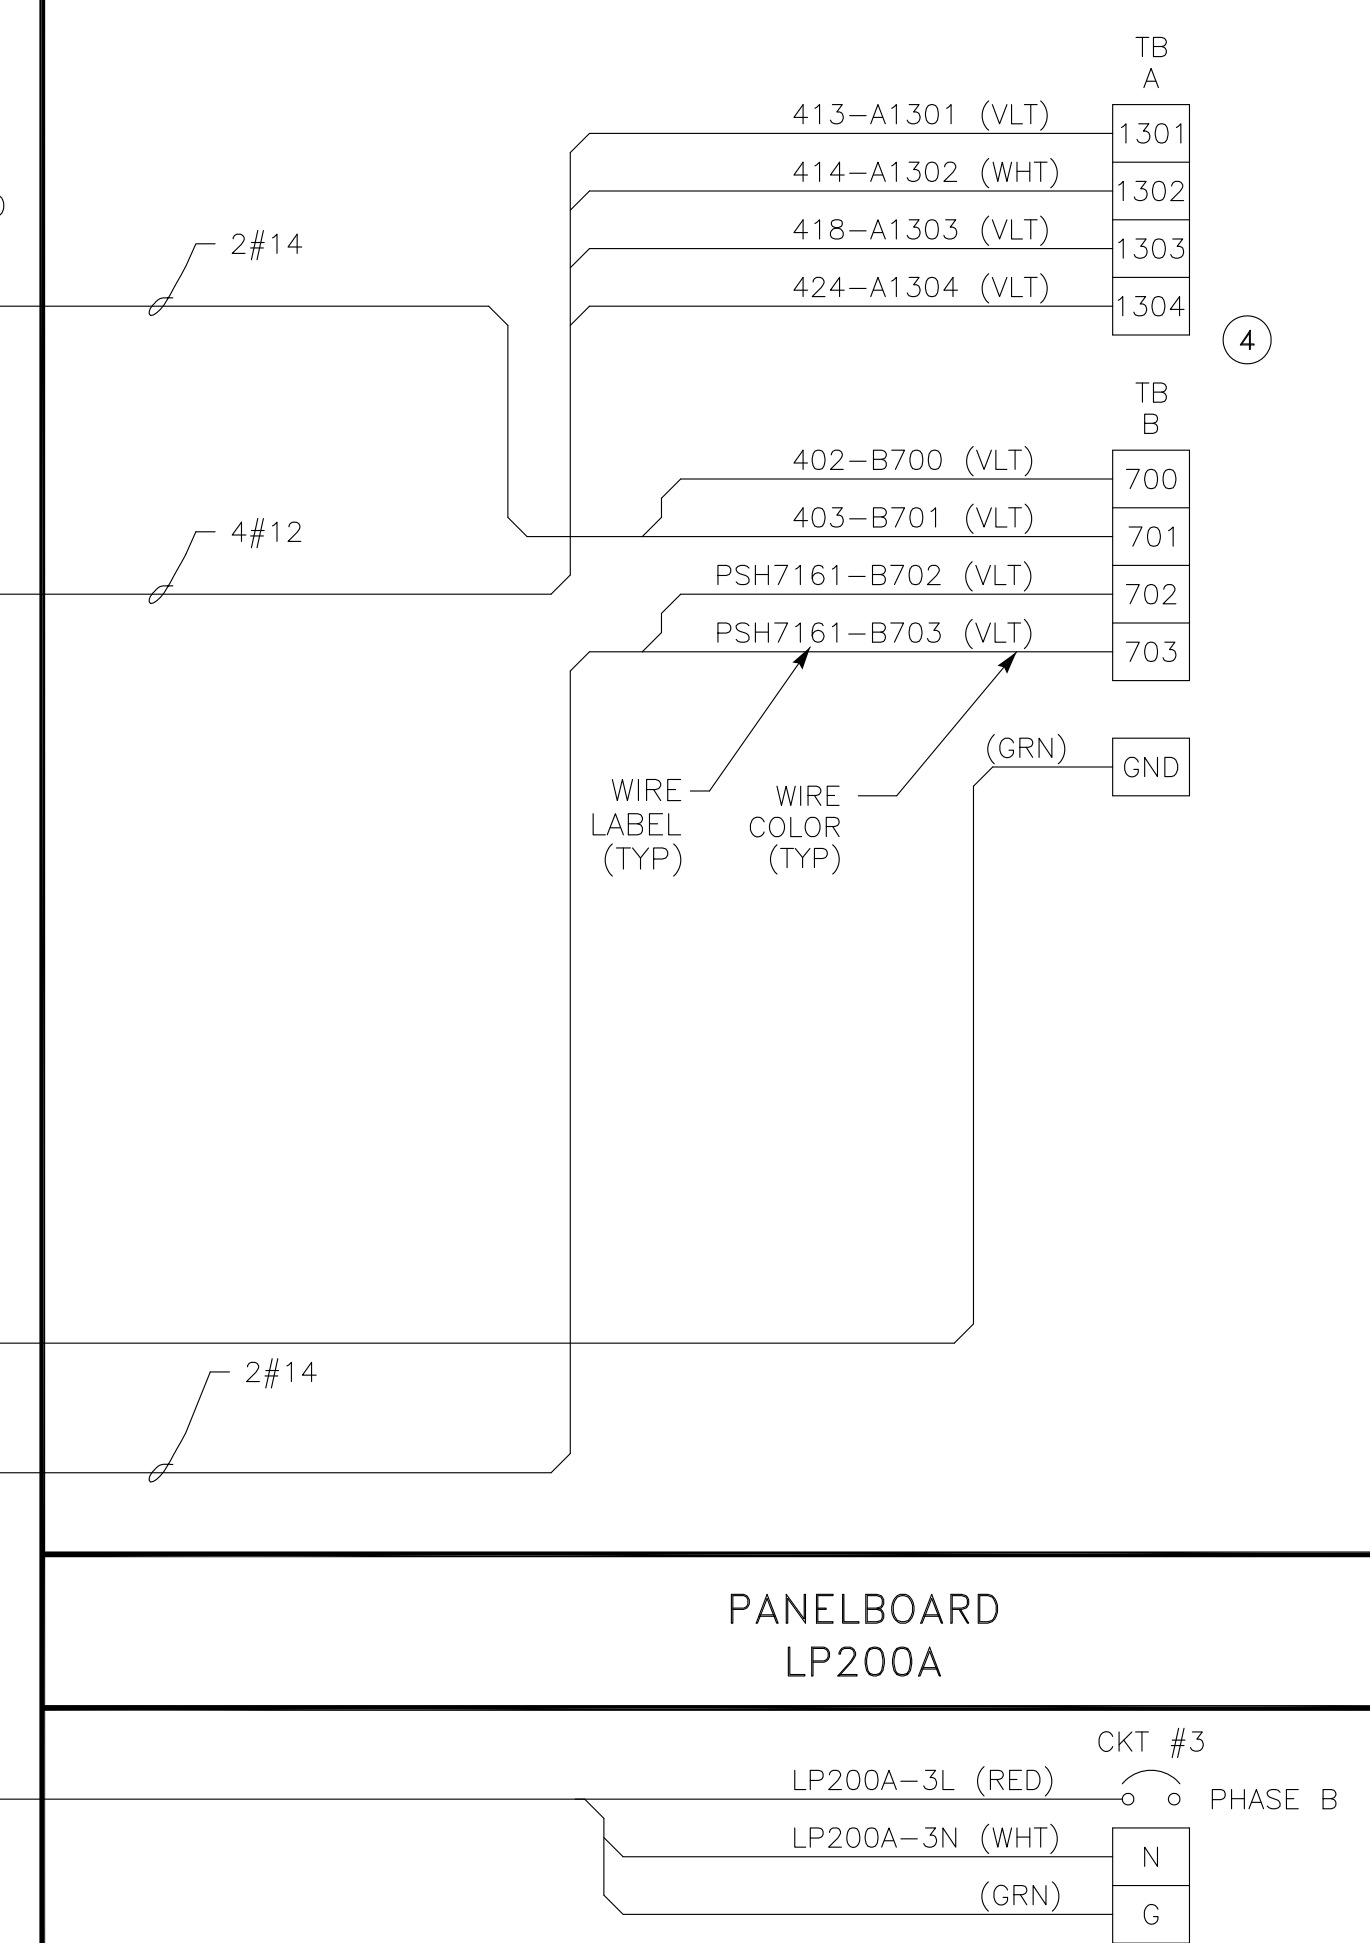 TB
A
413-A1301 (VLT)
1301
414-A1302 (WHT)
1302
418-A1303 (VLT)
1303
2#14
424-A1304 (VLT)
1304
4
TB
B
402-B700 (VLT)
700
403-B701 (VLT)
701
4#12
PSH7161-B702 (VLT)
702
PSH7161-B703 (VLT)
703
(GRN)
GND
WIRE
LABEL
(TYP)
WIRE
COLOR
(TYP)
2#14
PANELBOARD
LP200A
CKT #3
LP200A-3L (RED)
PHASE B
LP200A-3N (WHT)
N
(GRN)
G